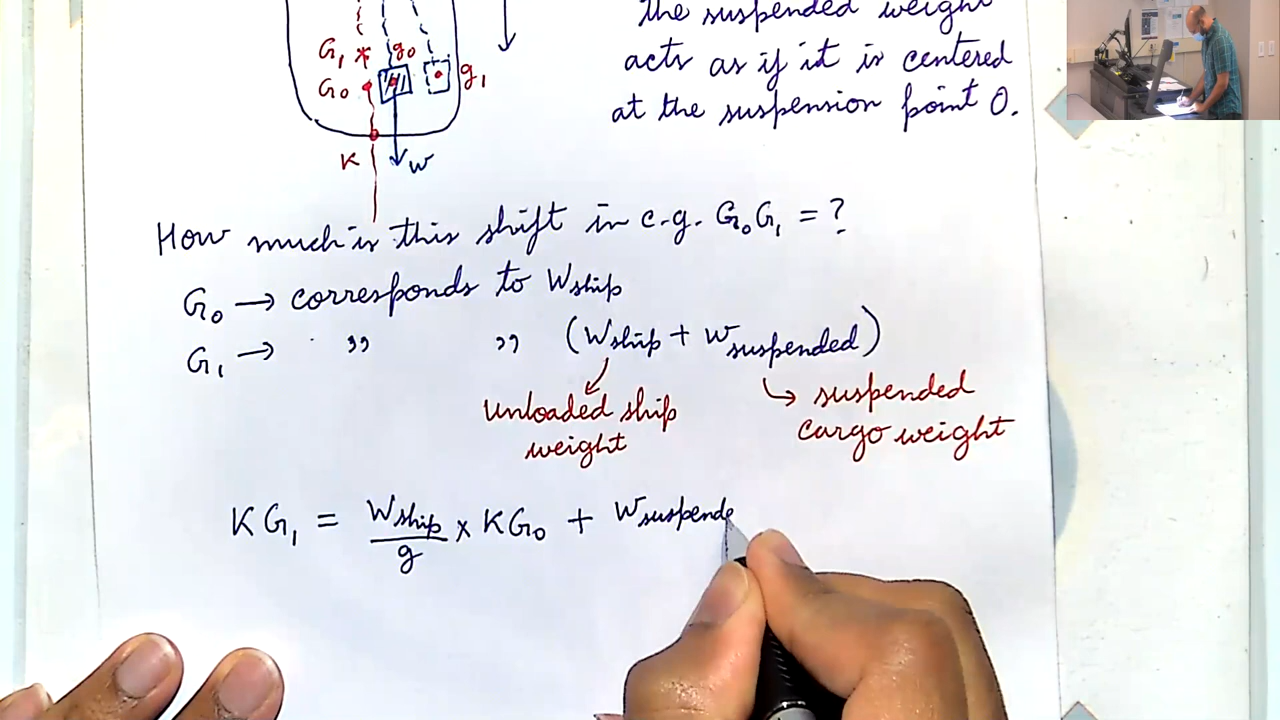 the suspended weight
acts as if it is centered
at the suspension point O.
G₁ g₀
G₀ g₁
K W
How much is this shift in c.g. G₀G₁ = ?
G₀ → corresponds to Wship
G₁ → " " (Wship + Wsuspended)
unloaded ship
weight
suspended
cargo weight
KG₁ = Wship/g × KG₀ + Wsuspende